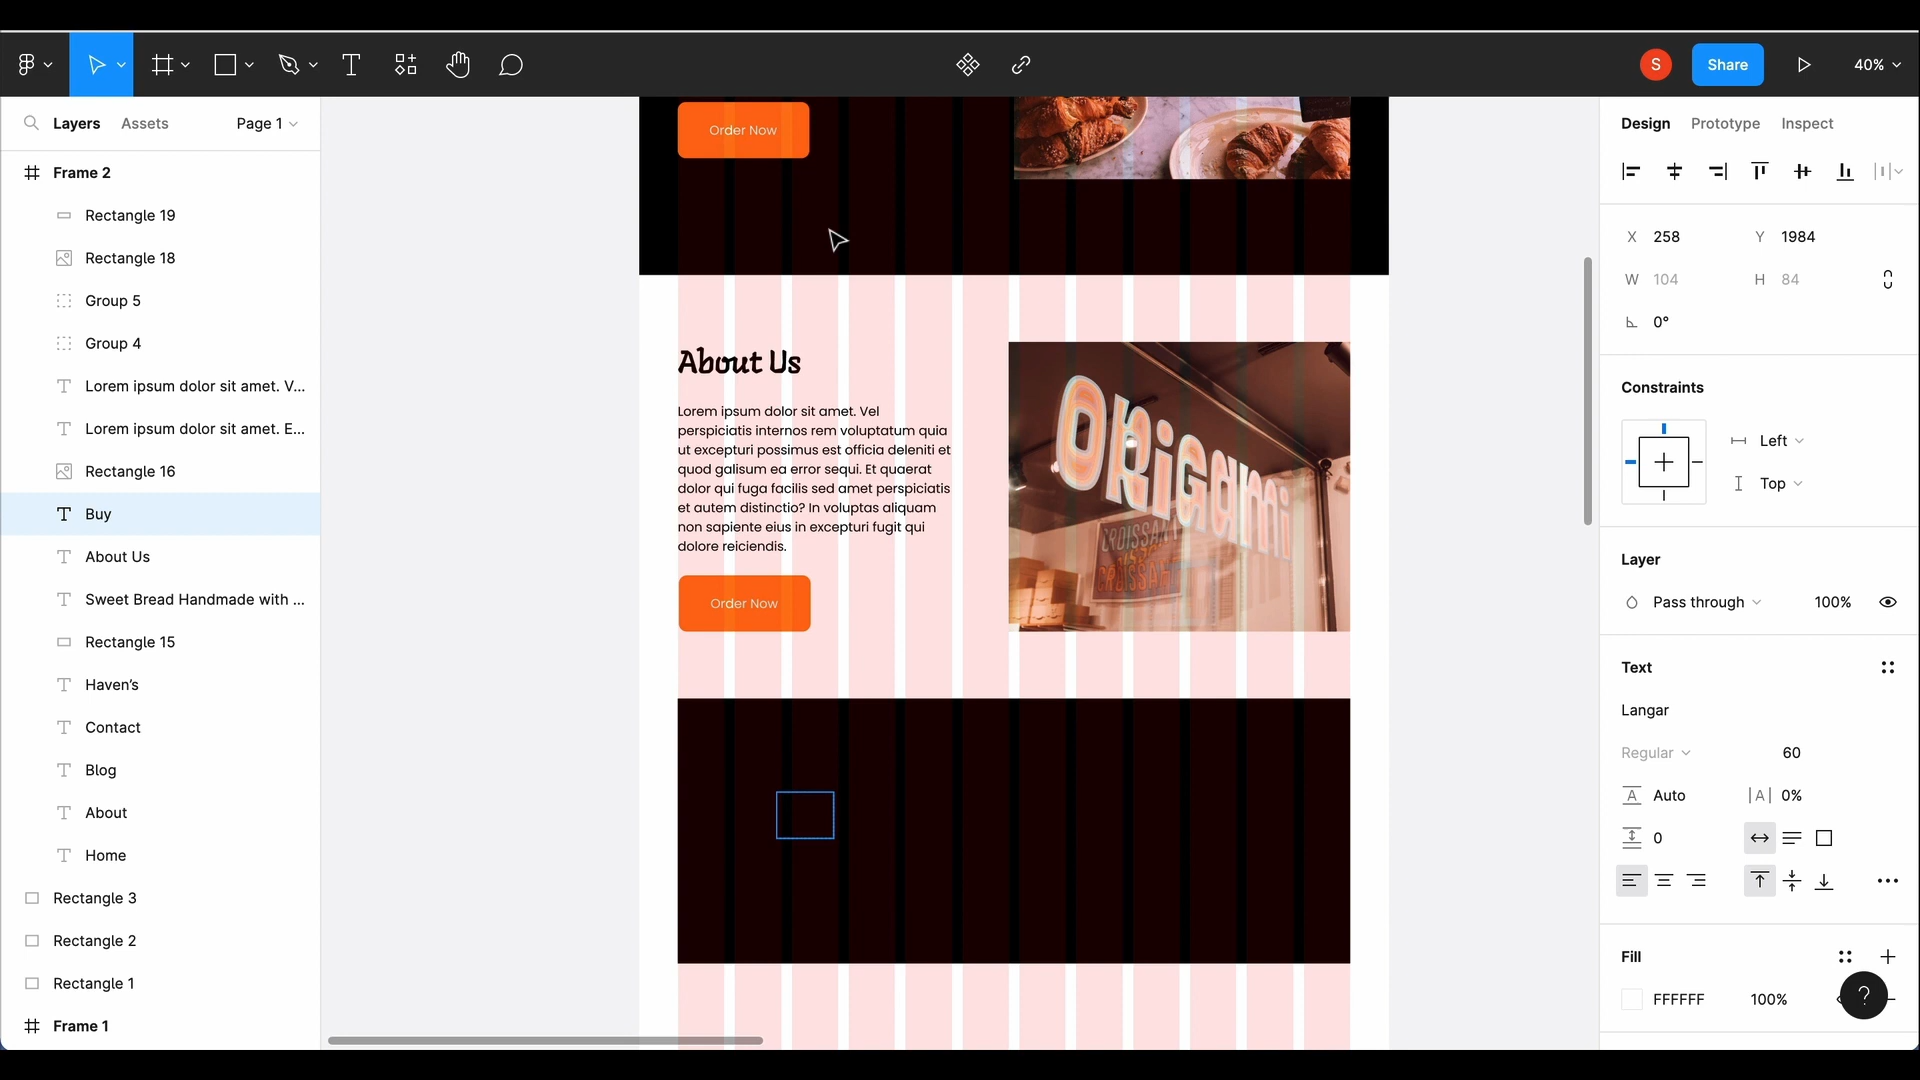 S
Share
40%
Layers
Assets
Page 1
Design
Prototype
Inspect
Frame 2
Rectangle 19
Rectangle 18
Group 5
Group 4
Lorem ipsum dolor sit amet. V...
Lorem ipsum dolor sit amet. E...
Rectangle 16
Buy
About Us
Sweet Bread Handmade with ...
Rectangle 15
Haven's
Contact
Blog
About
Home
Rectangle 3
Rectangle 2
Rectangle 1
Frame 1
Order Now
About Us
Lorem ipsum dolor sit amet. Vel
perspiciatis internos rem voluptatum quia
ut excepturi possimus est officia deleniti et
quod galisum ea error sequi. Et quaerat
dolor qui fuga facilis sed amet perspiciatis
et autem distinctio? In voluptas aliquam
non sapiente eius in excepturi fugit qui
dolore reiciendis.
Order Now
ORiGAMi
CROISSANT
X 258 Y 1984
W 104 H 84
0°
Constraints
Left
Top
Layer
Pass through 100%
Text
Langar
Regular 60
A Auto |A| 0%
0
Fill
FFFFFF 100%
?